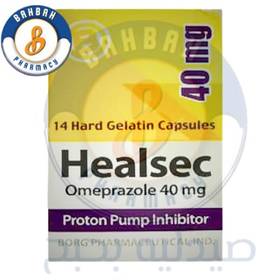 BAHBAH
PHARMACY
40 mg
14 Hard Gelatin Capsules
Healsec
Omeprazole 40 mg
Proton Pump Inhibitor
BORG PHARMACEUTICAL IND.